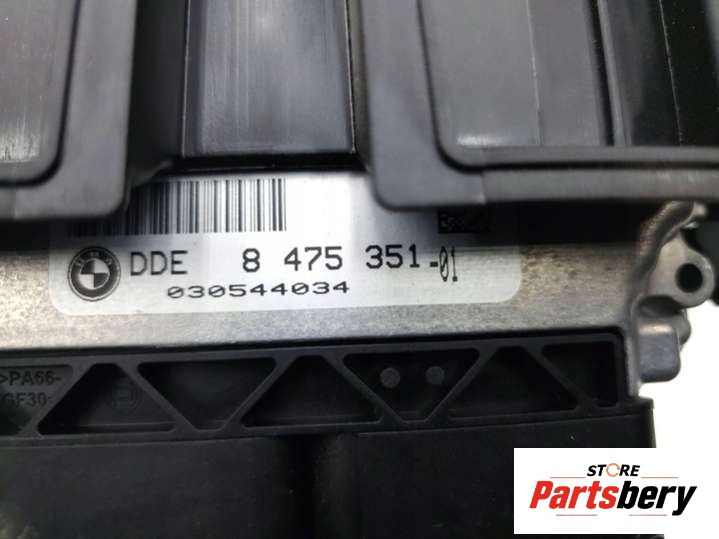 DDE 8 475 351-01
030544034
>PA66-
GF30
STORE
Partsbery